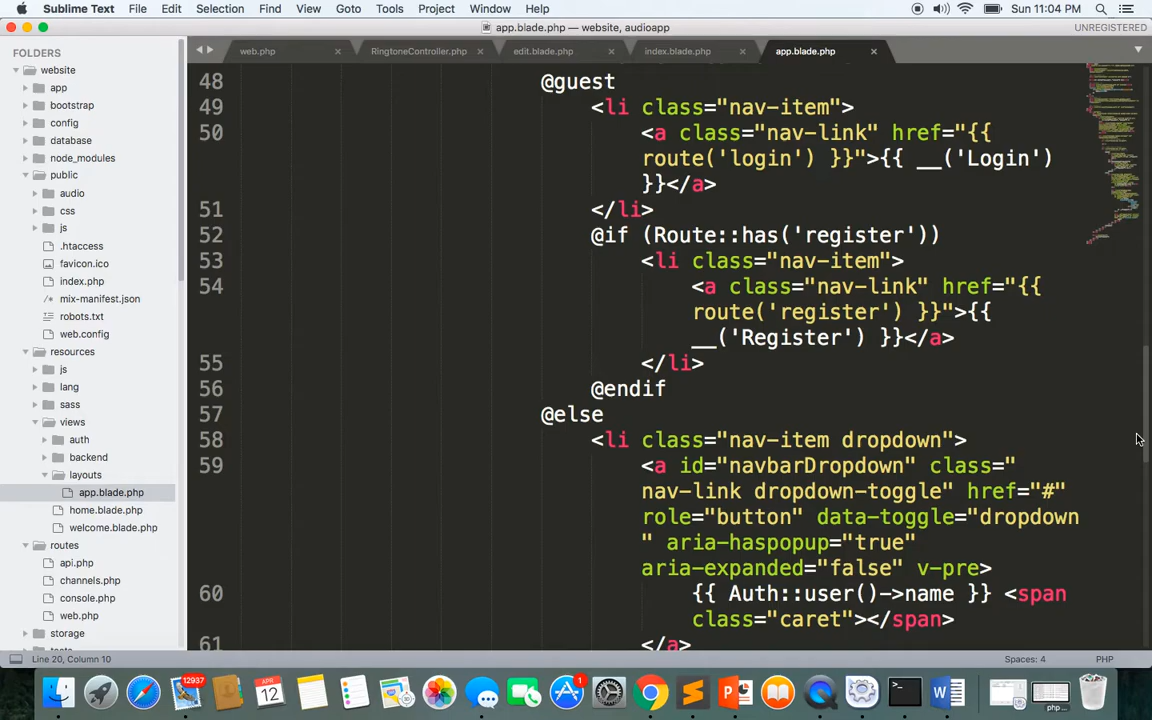 Sublime Text File Edit Selection Find View Goto Tools Project Window Help Sun 11:04 PM
app.blade.php — website, audioapp UNREGISTERED
FOLDERS
web.php RingtoneController.php edit.blade.php index.blade.php app.blade.php
website
app
bootstrap
config
database
node_modules
public
audio
css
js
.htaccess
favicon.ico
index.php
mix-manifest.json
robots.txt
web.config
resources
js
lang
sass
views
auth
backend
layouts
app.blade.php
home.blade.php
welcome.blade.php
routes
api.php
channels.php
console.php
web.php
storage
48 @guest
49 <li class="nav-item">
50 <a class="nav-link" href="{{
route('login') }}">{{ __('Login')
}}</a>
51 </li>
52 @if (Route::has('register'))
53 <li class="nav-item">
54 <a class="nav-link" href="{{
route('register') }}">{{
__('Register') }}</a>
55 </li>
56 @endif
57 @else
58 <li class="nav-item dropdown">
59 <a id="navbarDropdown" class="
nav-link dropdown-toggle" href="#"
role="button" data-toggle="dropdown
" aria-haspopup="true"
aria-expanded="false" v-pre>
60 {{ Auth::user()->name }} <span
class="caret"></span>
61 </a>
Line 20, Column 10 Spaces: 4 PHP
12937
APR
12
1
php